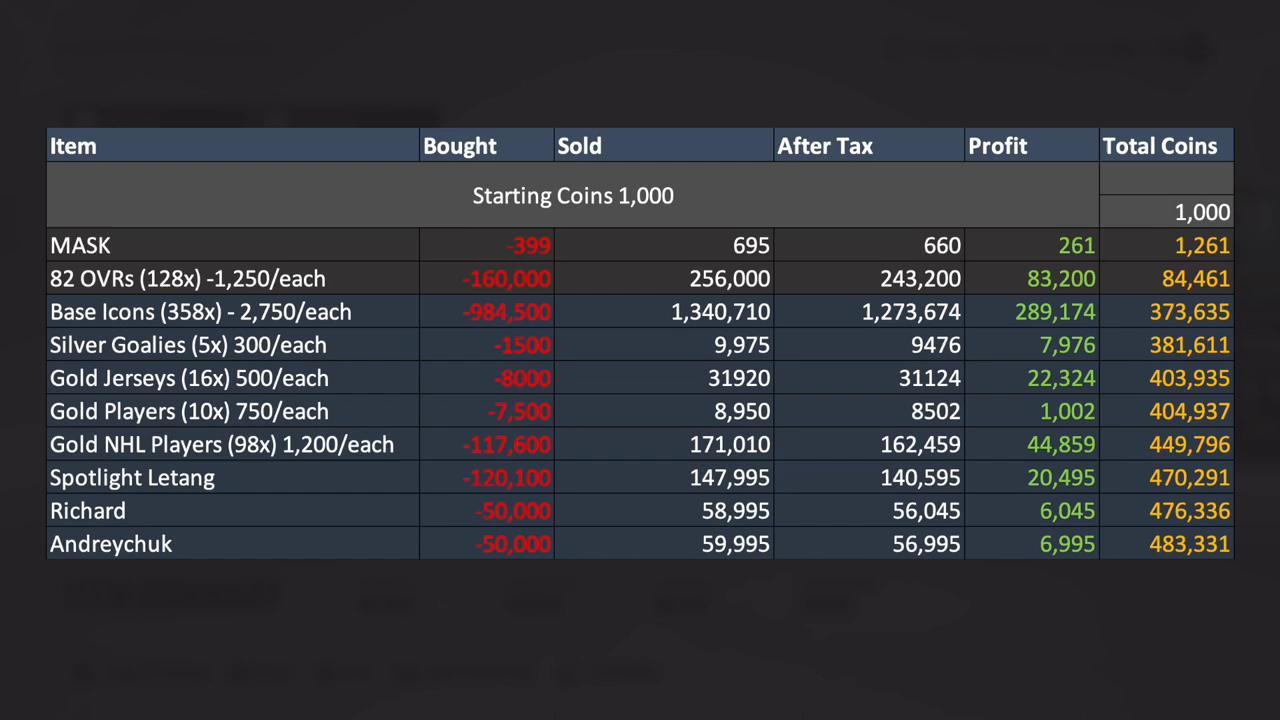 Item Bought Sold After Tax Profit Total Coins
Starting Coins 1,000
1,000
MASK -399 695 660 261 1,261
82 OVRs (128x) -1,250/each -160,000 256,000 243,200 83,200 84,461
Base Icons (358x) - 2,750/each -984,500 1,340,710 1,273,674 289,174 373,635
Silver Goalies (5x) 300/each -1500 9,975 9476 7,976 381,611
Gold Jerseys (16x) 500/each -8000 31920 31124 22,324 403,935
Gold Players (10x) 750/each -7,500 8,950 8502 1,002 404,937
Gold NHL Players (98x) 1,200/each -117,600 171,010 162,459 44,859 449,796
Spotlight Letang -120,100 147,995 140,595 20,495 470,291
Richard -50,000 58,995 56,045 6,045 476,336
Andreychuk -50,000 59,995 56,995 6,995 483,331